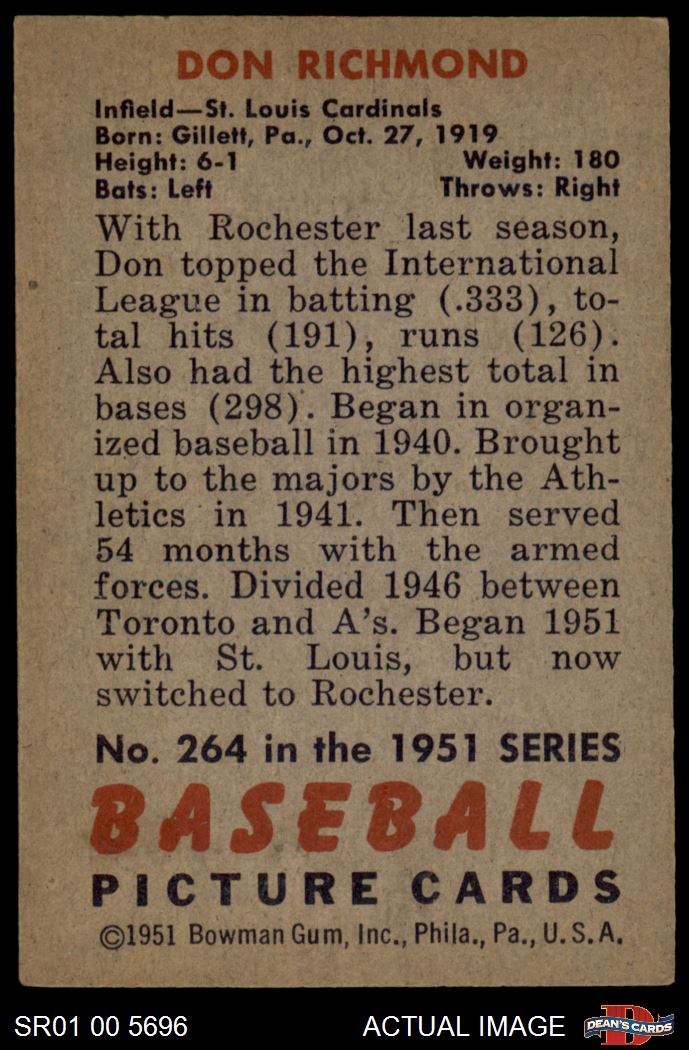 DON RICHMOND
Infield—St. Louis Cardinals
Born: Gillett, Pa., Oct. 27, 1919
Height: 6-1 Weight: 180
Bats: Left Throws: Right
With Rochester last season,
Don topped the International
League in batting (.333), to-
tal hits (191), runs (126).
Also had the highest total in
bases (298). Began in organ-
ized baseball in 1940. Brought
up to the majors by the Ath-
letics in 1941. Then served
54 months with the armed
forces. Divided 1946 between
Toronto and A's. Began 1951
with St. Louis, but now
switched to Rochester.
No. 264 in the 1951 SERIES
BASEBALL
PICTURE CARDS
©1951 Bowman Gum, Inc., Phila., Pa., U.S.A.
SR01 00 5696 ACTUAL IMAGE D DEAN'S CARDS